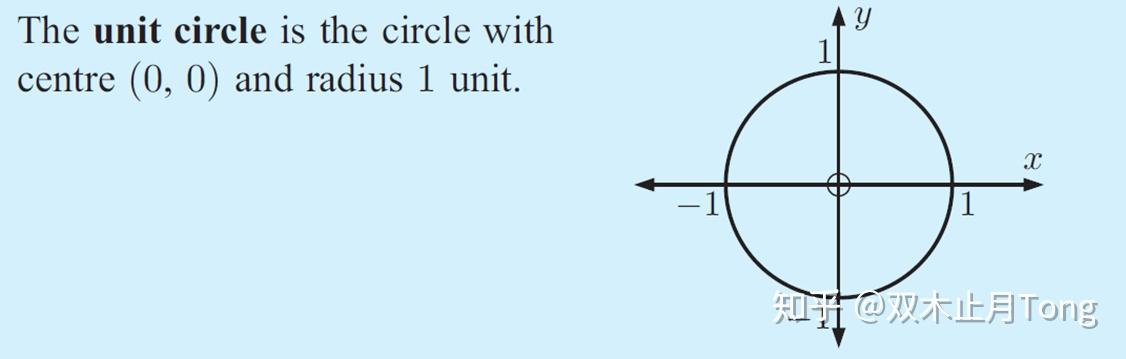 The unit circle is the circle with
centre (0, 0) and radius 1 unit.
y
1
x
−1
1
−1
知乎 @双木止月Tong